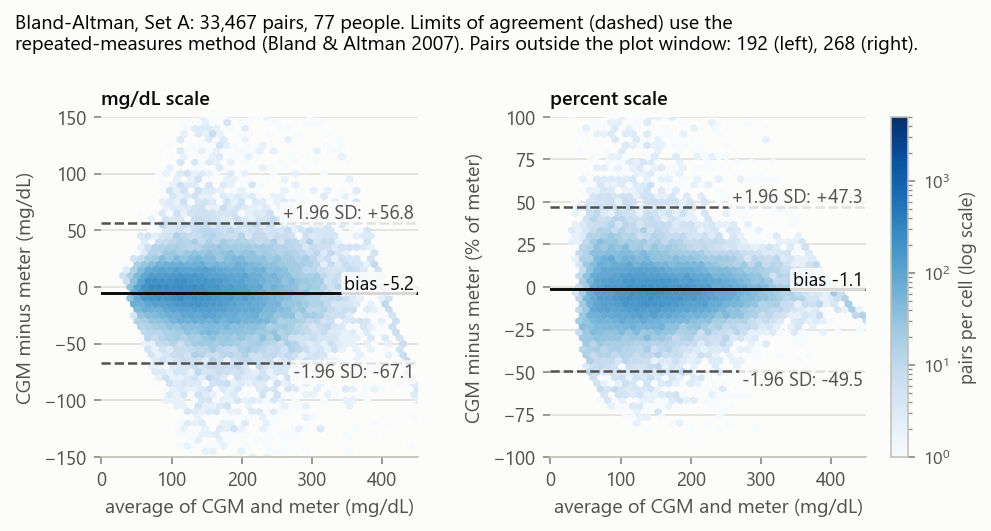 Bland-Altman, Set A: 33,467 pairs, 77 people. Limits of agreement (dashed) use the
repeated-measures method (Bland & Altman 2007). Pairs outside the plot window: 192 (left), 268 (right).
mg/dL scale
150
100
50
0
−50
−100
−150
CGM minus meter (mg/dL)
+1.96 SD: +56.8
bias -5.2
-1.96 SD: -67.1
0
100
200
300
400
average of CGM and meter (mg/dL)
percent scale
100
75
50
25
0
−25
−50
−75
−100
CGM minus meter (% of meter)
+1.96 SD: +47.3
bias -1.1
-1.96 SD: -49.5
0
100
200
300
400
average of CGM and meter (mg/dL)
10³
10²
10¹
10⁰
pairs per cell (log scale)